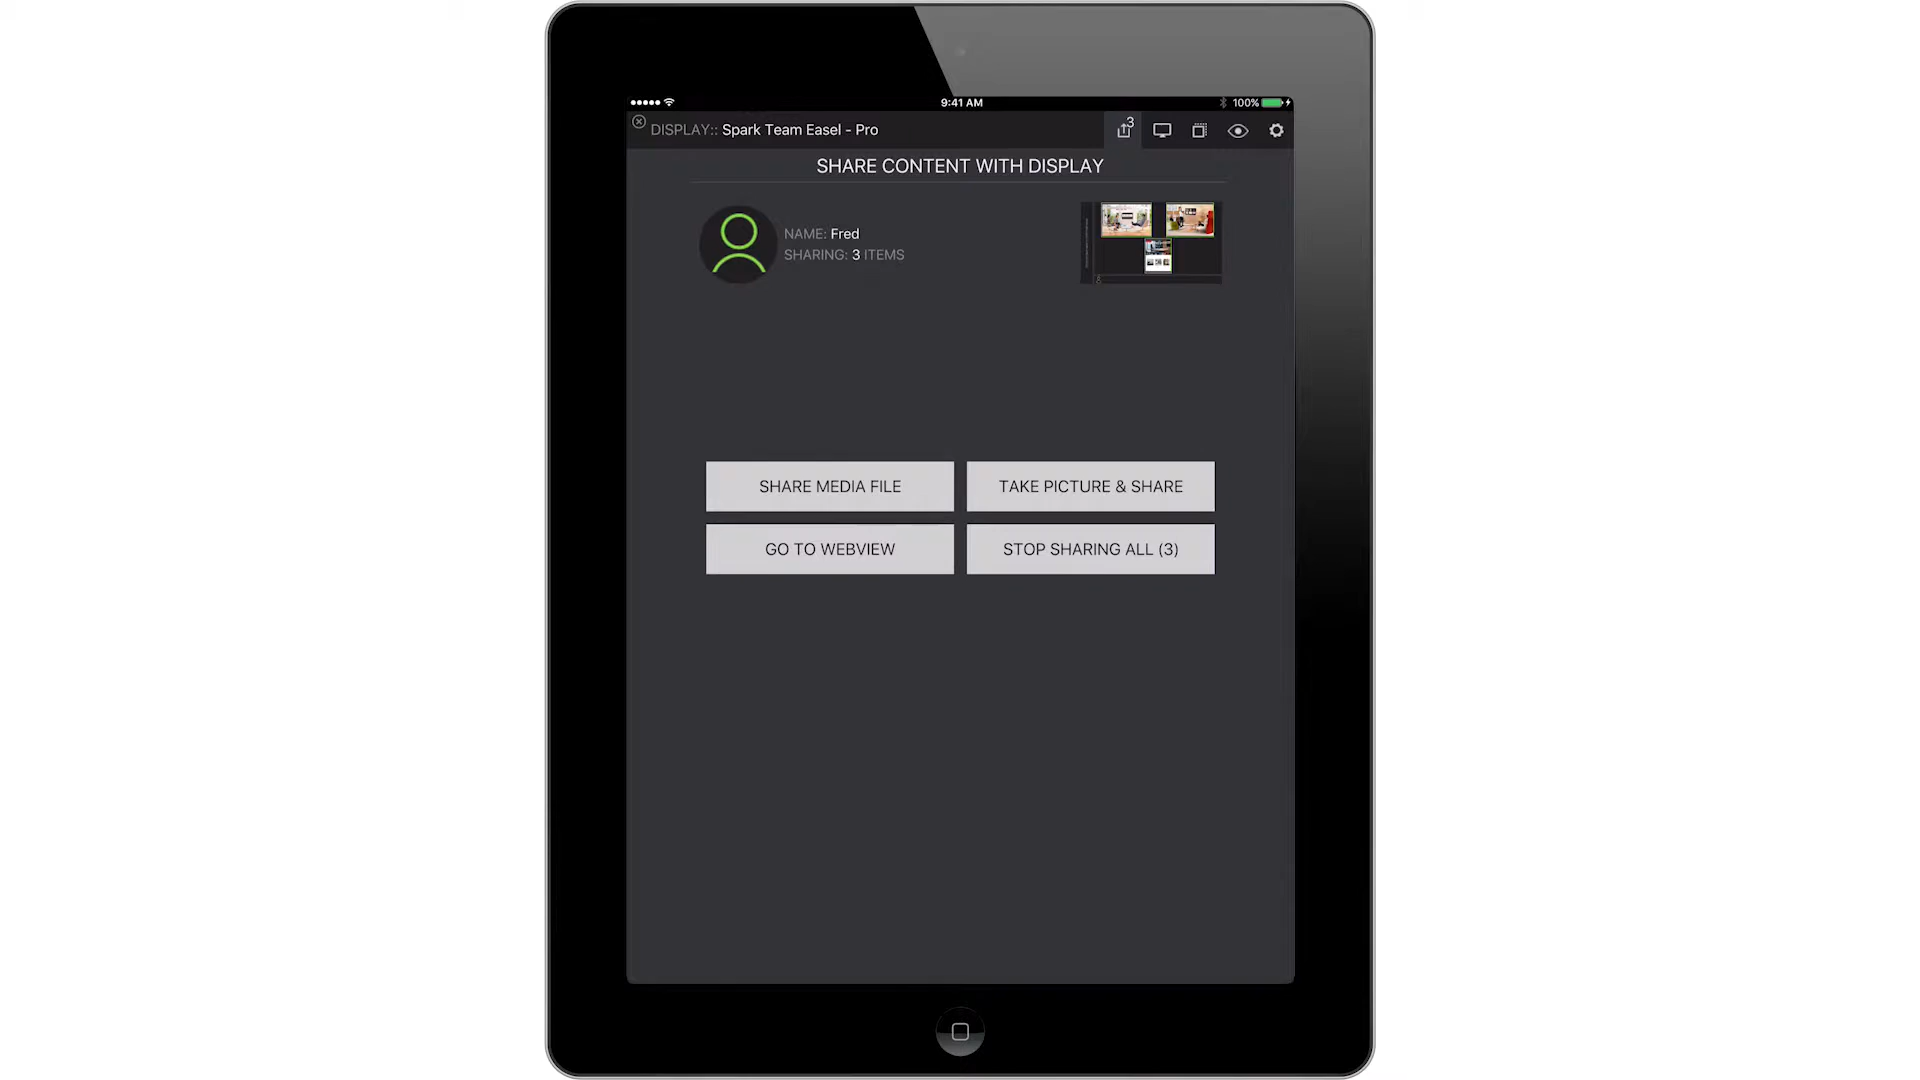 9:41 AM
100%
DISPLAY:: Spark Team Easel - Pro
3
SHARE CONTENT WITH DISPLAY
NAME: Fred
SHARING: 3 ITEMS
SHARE MEDIA FILE
TAKE PICTURE & SHARE
GO TO WEBVIEW
STOP SHARING ALL (3)